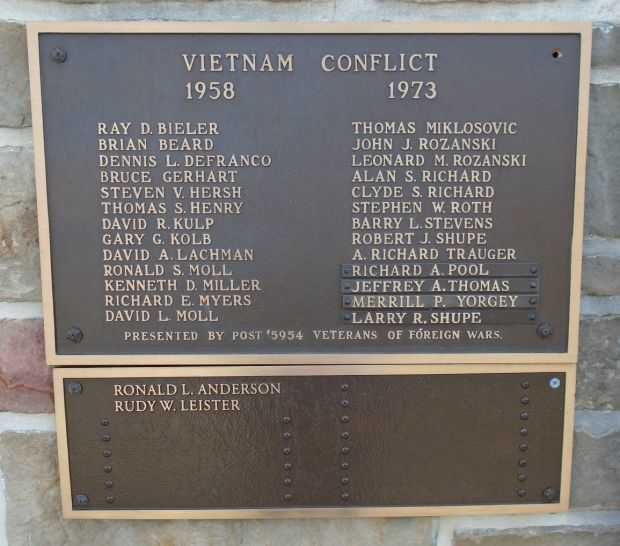 VIETNAM CONFLICT
1958 1973
RAY D. BIELER
BRIAN BEARD
DENNIS L. DEFRANCO
BRUCE GERHART
STEVEN V. HERSH
THOMAS S. HENRY
DAVID R. KULP
GARY G. KOLB
DAVID A. LACHMAN
RONALD S. MOLL
KENNETH D. MILLER
RICHARD E. MYERS
DAVID L. MOLL
THOMAS MIKLOSOVIC
JOHN J. ROZANSKI
LEONARD M. ROZANSKI
ALAN S. RICHARD
CLYDE S. RICHARD
STEPHEN W. ROTH
BARRY L. STEVENS
ROBERT J. SHUPE
A. RICHARD TRAUGER
RICHARD A. POOL
JEFFREY A. THOMAS
MERRILL P. YORGEY
LARRY R. SHUPE
PRESENTED BY POST #5954 VETERANS OF FOREIGN WARS.
RONALD L. ANDERSON
RUDY W. LEISTER